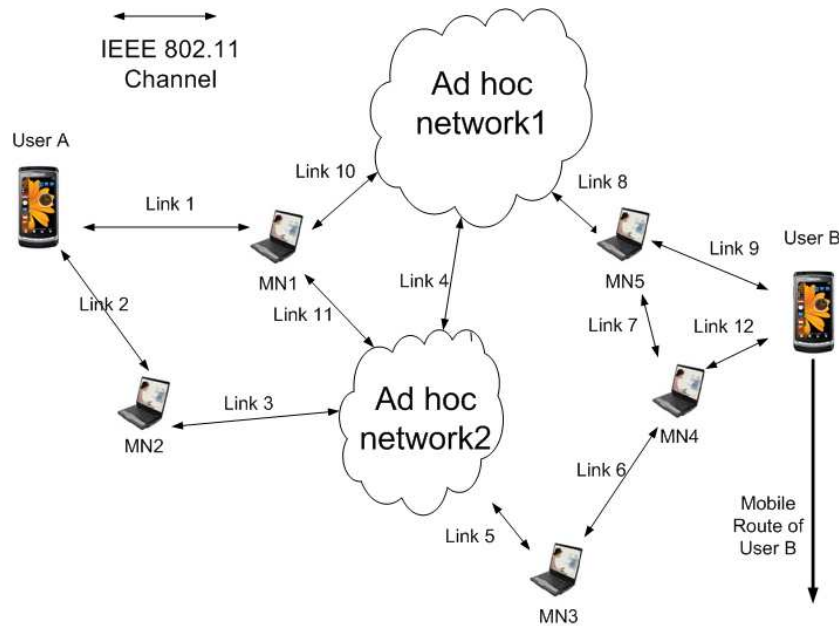 IEEE 802.11
Channel
Ad hoc
network1
User A
Link 10
Link 8
Link 1
User B
Link 9
MN1
Link 4
MN5
Link 2
Link 11
Link 7
Link 12
Link 3
Ad hoc
network2
MN2
MN4
Link 6
Mobile
Route of
User B
Link 5
MN3